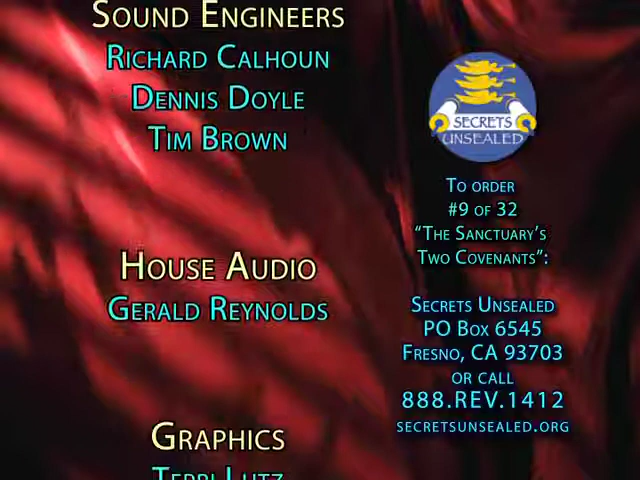 Sound Engineers
Richard Calhoun
Dennis Doyle
Tim Brown
House Audio
Gerald Reynolds
Graphics
Terri Lutz
SECRETS
UNSEALED
To order
#9 of 32
“The Sanctuary’s
Two Covenants”:
Secrets Unsealed
PO Box 6545
Fresno, CA 93703
or call
888.REV.1412
secretsunsealed.org